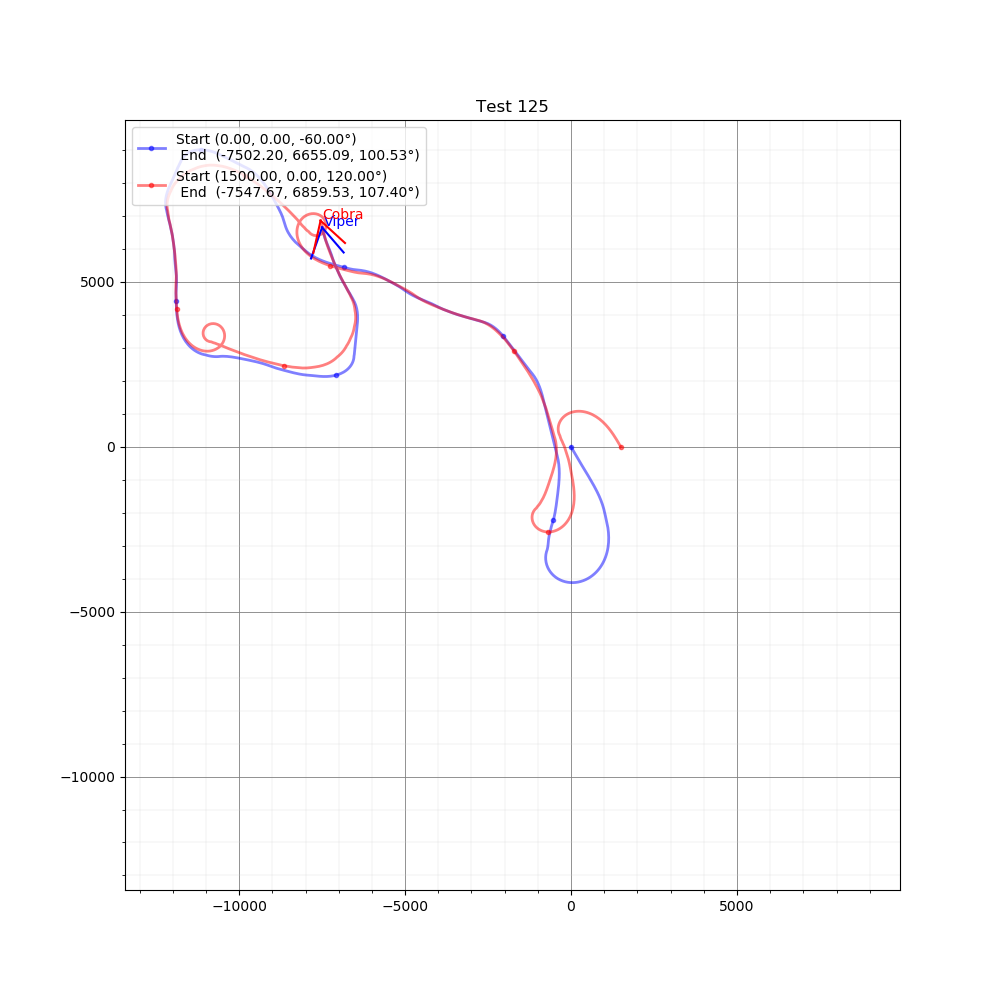 Test 125
Start (0.00, 0.00, -60.00°)
End  (-7502.20, 6655.09, 100.53°)
Start (1500.00, 0.00, 120.00°)
End  (-7547.67, 6859.53, 107.40°)
Cobra
Viper
5000
0
−5000
−10000
−10000
−5000
0
5000